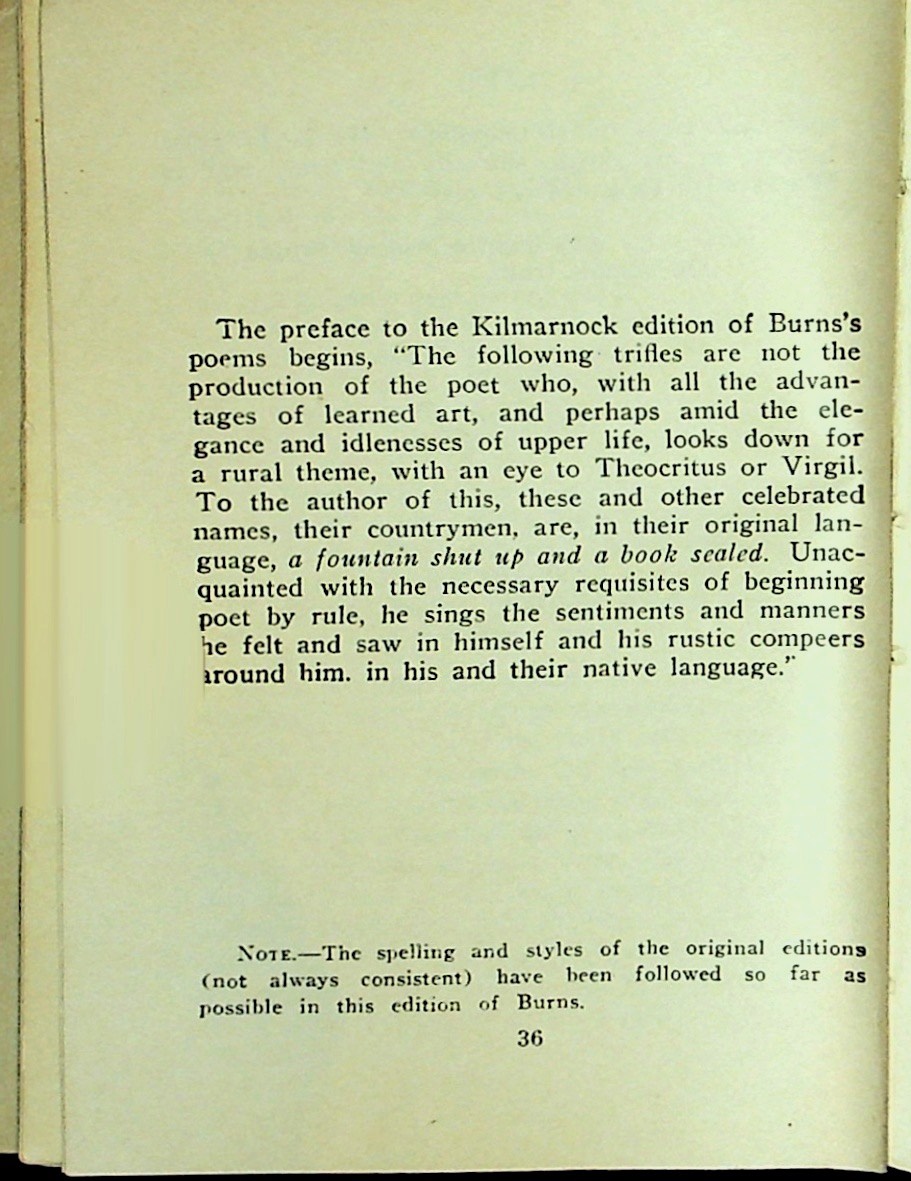 The preface to the Kilmarnock edition of Burns's
poems begins, "The following trifles are not the
production of the poet who, with all the advan-
tages of learned art, and perhaps amid the ele-
gance and idlenesses of upper life, looks down for
a rural theme, with an eye to Theocritus or Virgil.
To the author of this, these and other celebrated
names, their countrymen, are, in their original lan-
guage, a fountain shut up and a book sealed. Unac-
quainted with the necessary requisites of beginning
poet by rule, he sings the sentiments and manners
he felt and saw in himself and his rustic compeers
around him. in his and their native language."
NOTE.—The spelling and styles of the original editions
(not always consistent) have been followed so far as
possible in this edition of Burns.
36